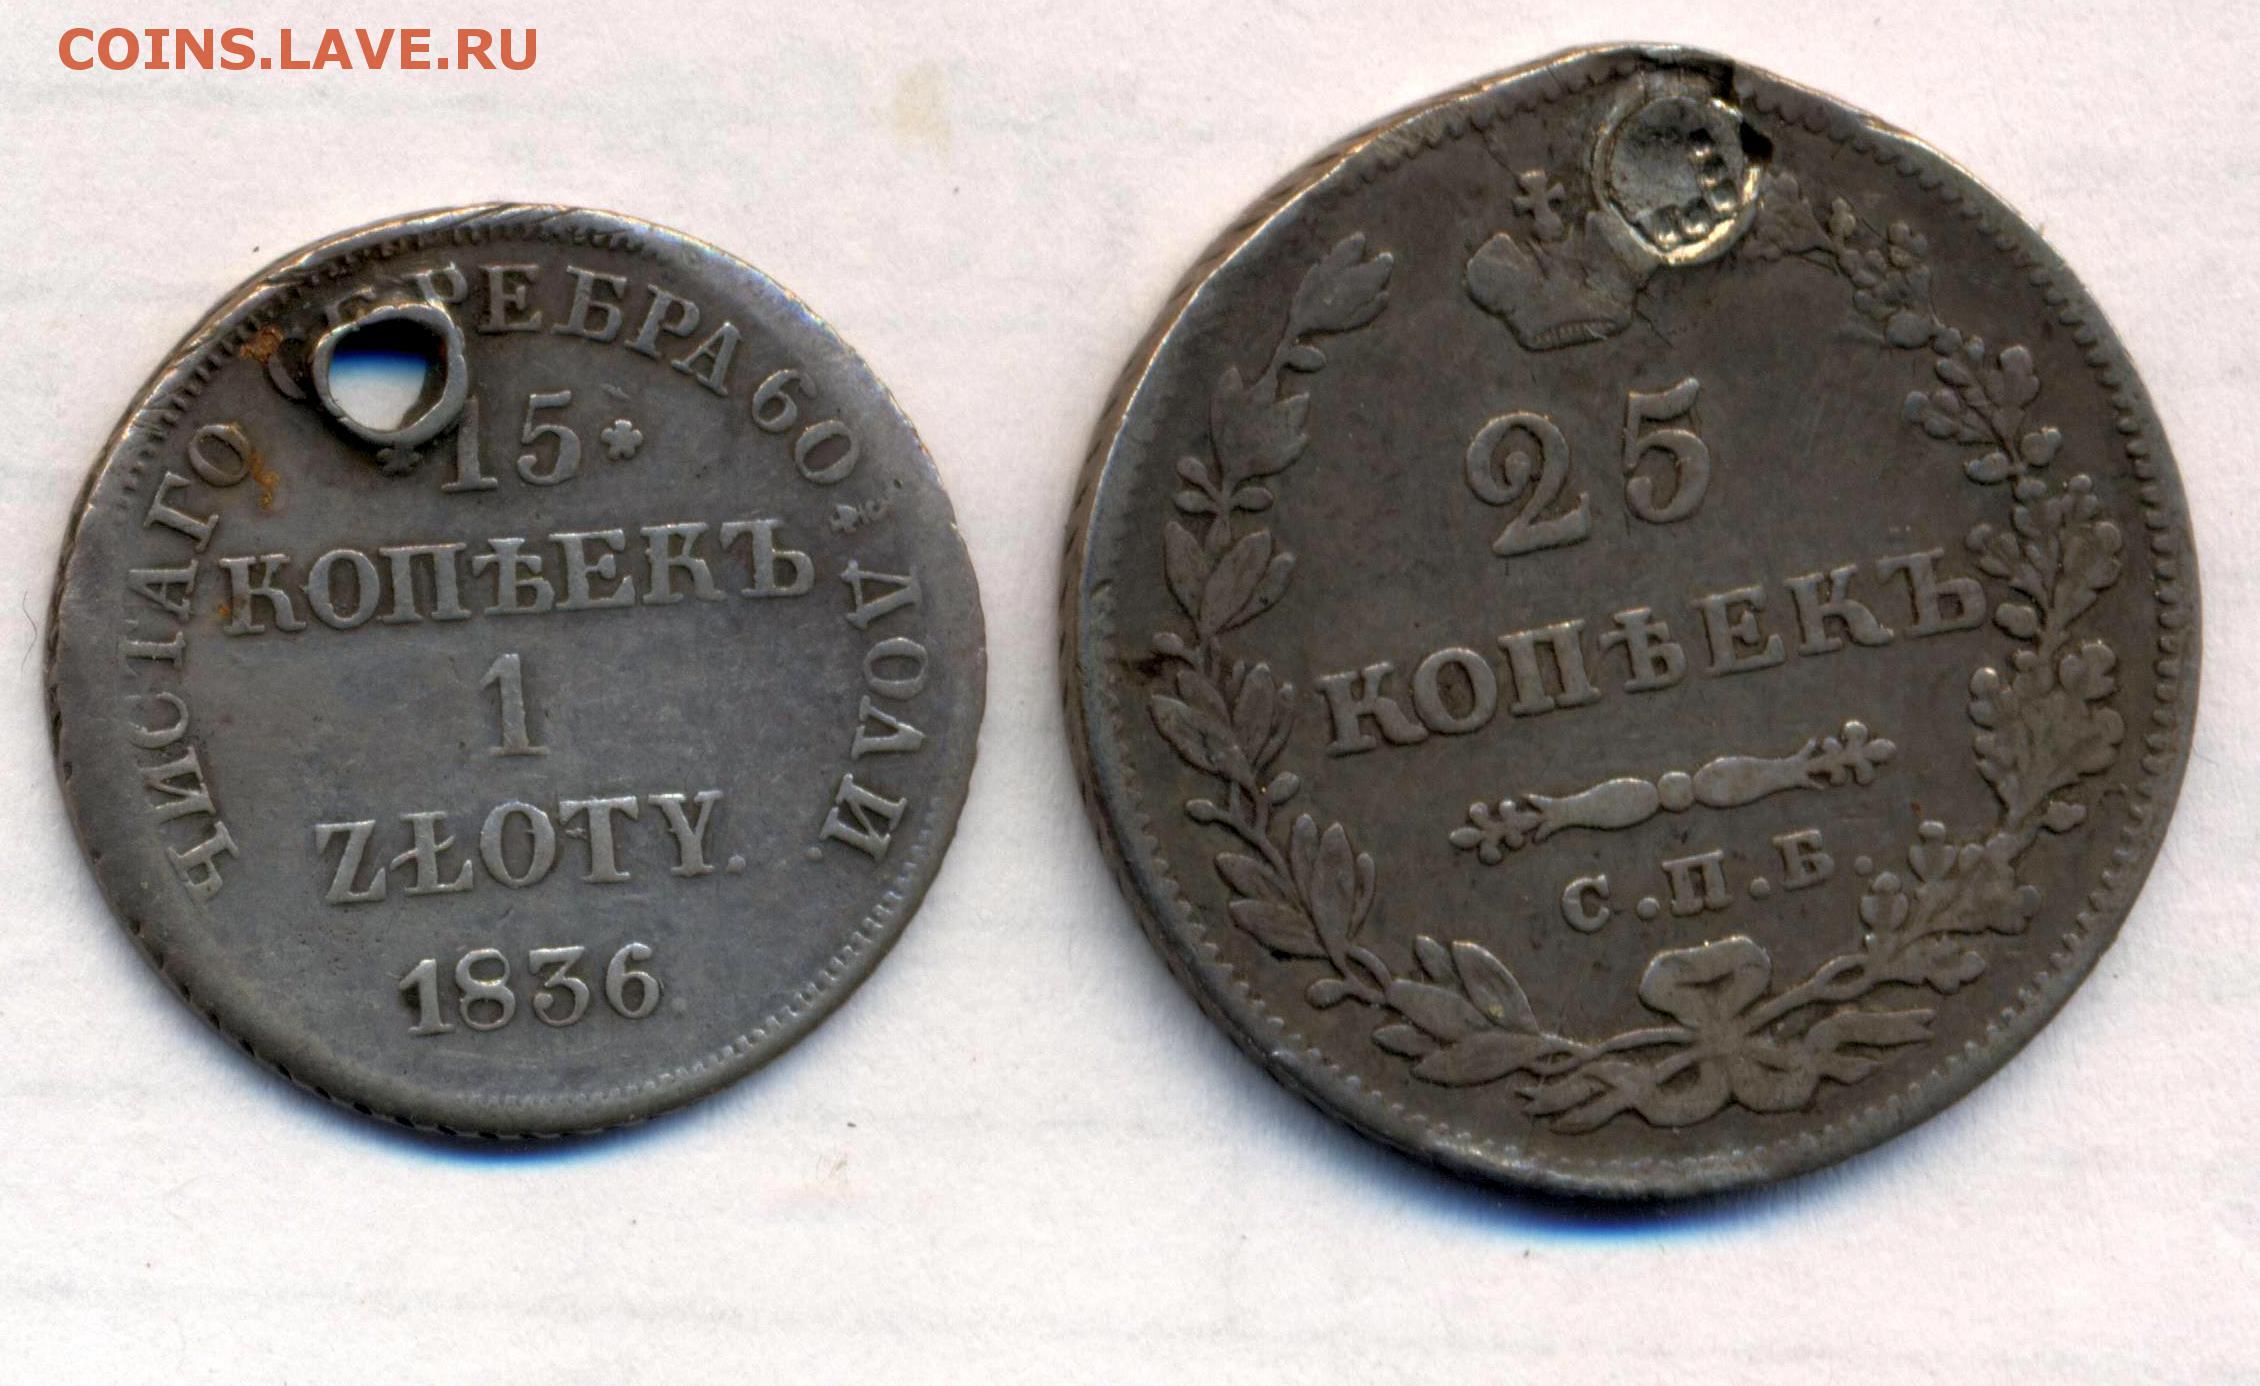 COINS.LAVE.RU
ЧИСТАГО СЕРЕБРА 60 ДОЛИ.
15
КОПѢЕКЪ
1
ZŁOTY.
1836.
25
КОПѢЕКЪ
С.П.Б.